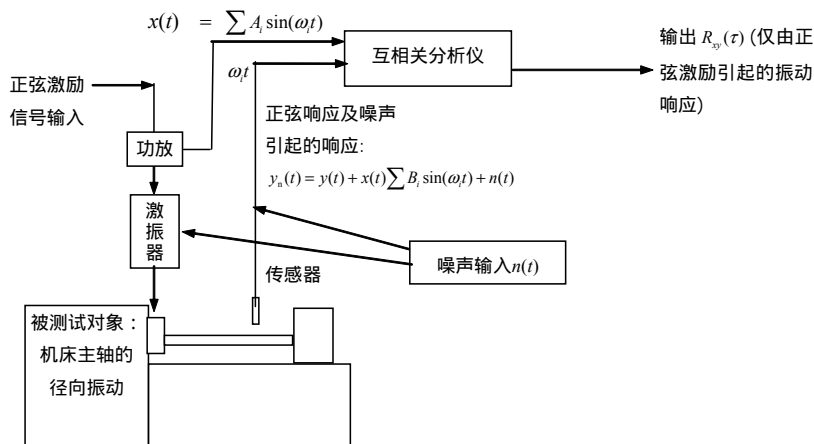 x(t) = ∑ A_i sin(ω_i t)
ω_i t
互相关分析仪
输出 R_xy(τ) (仅由正
弦激励引起的振动
响应)
正弦激励
信号输入
功放
正弦响应及噪声
引起的响应:
y_n(t) = y(t) + x(t)∑ B_i sin(ω_i t) + n(t)
激
振
器
噪声输入n(t)
传感器
被测试对象：
机床主轴的
径向振动